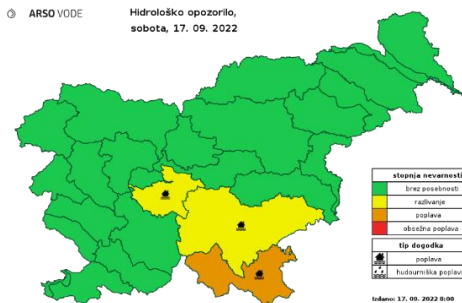 ARSO VODE
Hidrološko opozorilo,
sobota, 17. 09. 2022
stopnja nevarnosti
brez posebnosti
razlivanje
poplava
obsežna poplava
tip dogodka
poplava
hudourniška poplava
Izdano: 17. 09. 2022 8:00